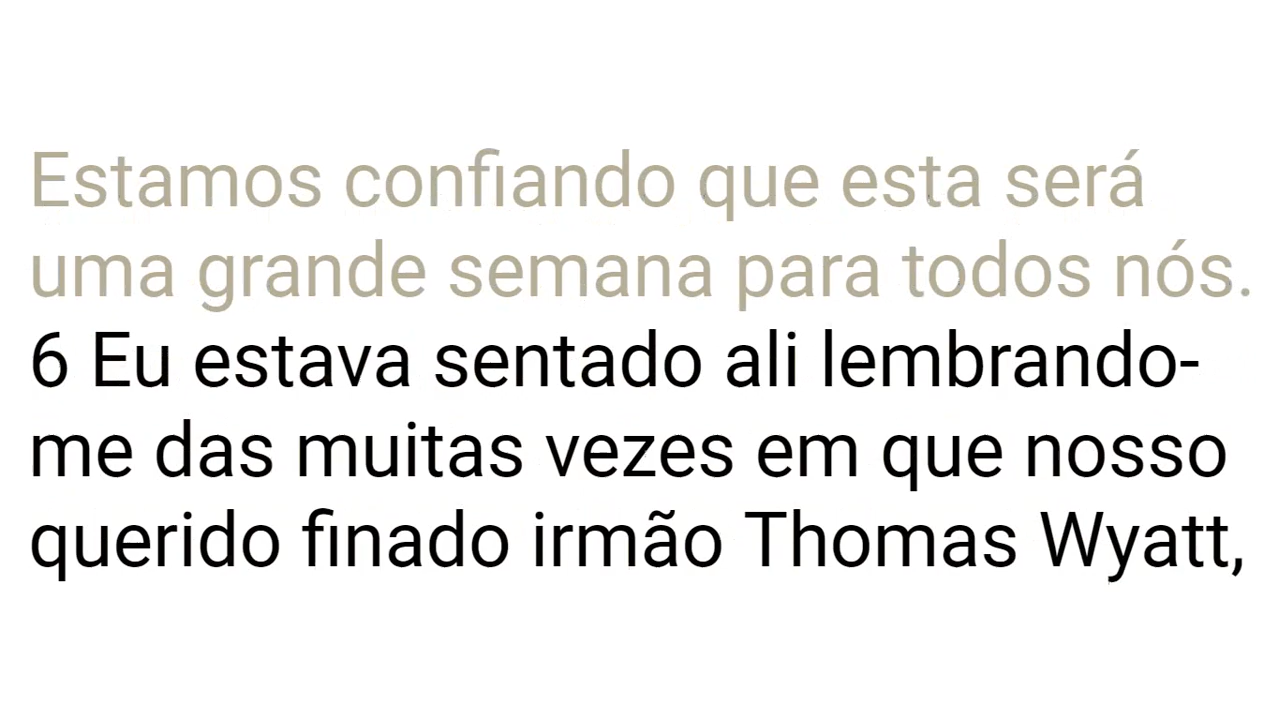 Estamos confiando que esta será
uma grande semana para todos nós.
6 Eu estava sentado ali lembrando-
me das muitas vezes em que nosso
querido finado irmão Thomas Wyatt,